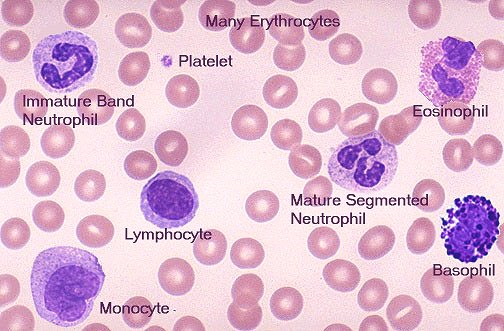 Many Erythrocytes
Platelet
Immature Band
Neutrophil
Eosinophil
Mature Segmented
Neutrophil
Lymphocyte
Basophil
Monocyte